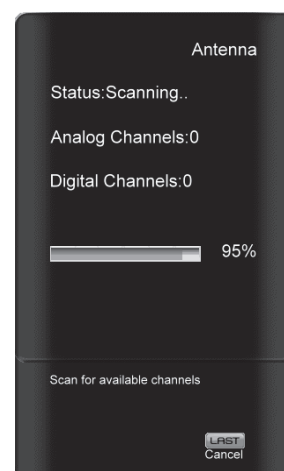 Antenna
Status:Scanning..
Analog Channels:0
Digital Channels:0
95%
Scan for available channels
LAST
Cancel